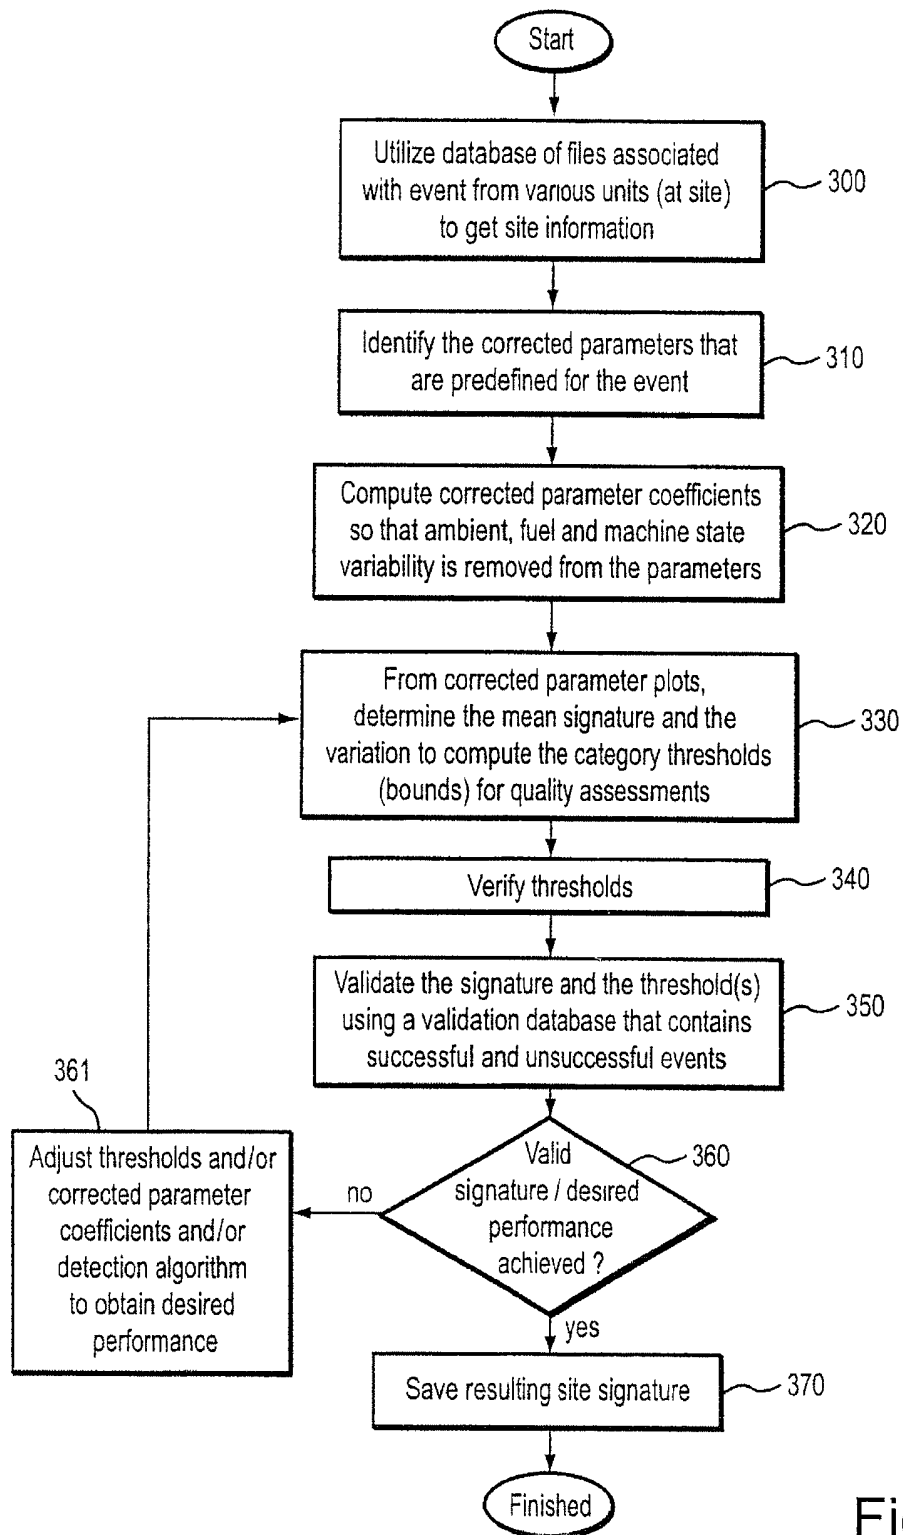 Start
Utilize database of files associated
with event from various units (at site)
to get site information
300
Identify the corrected parameters that
are predefined for the event
310
Compute corrected parameter coefficients
so that ambient, fuel and machine state
variability is removed from the parameters
320
From corrected parameter plots,
determine the mean signature and the
variation to compute the category thresholds
(bounds) for quality assessments
330
Verify thresholds
340
Validate the signature and the threshold(s)
using a validation database that contains
successful and unsuccessful events
350
361
Adjust thresholds and/or
corrected parameter
coefficients and/or
detection algorithm
to obtain desired
performance
no
Valid
signature / desired
performance
achieved ?
360
yes
Save resulting site signature
370
Finished